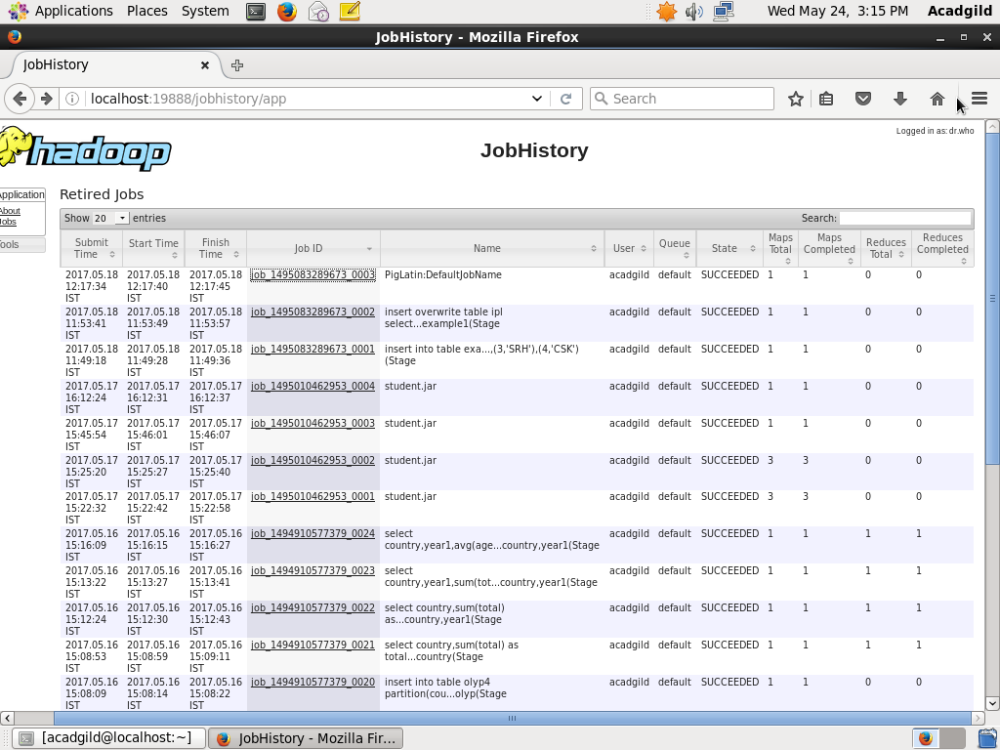 Applications Places System Wed May 24, 3:15 PM Acadgild
JobHistory - Mozilla Firefox
JobHistory
localhost:19888/jobhistory/app Search
Logged in as: dr.who
hadoop
JobHistory
Application
About
Jobs
Tools
Retired Jobs
Show 20 entries Search:
Submit Time Start Time Finish Time Job ID Name User Queue State Maps Total Maps Completed Reduces Total Reduces Completed
2017.05.18 2017.05.18 2017.05.18 job_1495083289673_0003 PigLatin:DefaultJobName acadgild default SUCCEEDED 1 1 0 0
12:17:34 12:17:40 12:17:45
IST IST IST
2017.05.18 2017.05.18 2017.05.18 job_1495083289673_0002 insert overwrite table ipl acadgild default SUCCEEDED 1 1 0 0
11:53:41 11:53:49 11:53:57 select...example1(Stage
IST IST IST
2017.05.18 2017.05.18 2017.05.18 job_1495083289673_0001 insert into table exa...,(3,'SRH'),(4,'CSK') acadgild default SUCCEEDED 1 1 0 0
11:49:18 11:49:28 11:49:36 (Stage
IST IST IST
2017.05.17 2017.05.17 2017.05.17 job_1495010462953_0004 student.jar acadgild default SUCCEEDED 1 1 0 0
16:12:24 16:12:31 16:12:37
IST IST IST
2017.05.17 2017.05.17 2017.05.17 job_1495010462953_0003 student.jar acadgild default SUCCEEDED 1 1 0 0
15:45:54 15:46:01 15:46:07
IST IST IST
2017.05.17 2017.05.17 2017.05.17 job_1495010462953_0002 student.jar acadgild default SUCCEEDED 3 3 0 0
15:25:20 15:25:27 15:25:40
IST IST IST
2017.05.17 2017.05.17 2017.05.17 job_1495010462953_0001 student.jar acadgild default SUCCEEDED 3 3 0 0
15:22:32 15:22:42 15:22:58
IST IST IST
2017.05.16 2017.05.16 2017.05.16 job_1494910577379_0024 select acadgild default SUCCEEDED 1 1 1 1
15:16:09 15:16:15 15:16:27 country,year1,avg(age...country,year1(Stage
IST IST IST
2017.05.16 2017.05.16 2017.05.16 job_1494910577379_0023 select acadgild default SUCCEEDED 1 1 1 1
15:13:22 15:13:27 15:13:41 country,year1,sum(tot...country,year1(Stage
IST IST IST
2017.05.16 2017.05.16 2017.05.16 job_1494910577379_0022 select country,sum(total) acadgild default SUCCEEDED 1 1 1 1
15:12:24 15:12:30 15:12:43 as...country,year1(Stage
IST IST IST
2017.05.16 2017.05.16 2017.05.16 job_1494910577379_0021 select country,sum(total) as acadgild default SUCCEEDED 1 1 1 1
15:08:53 15:08:59 15:09:11 total...country(Stage
IST IST IST
2017.05.16 2017.05.16 2017.05.16 job_1494910577379_0020 insert into table olyp4 acadgild default SUCCEEDED 1 1 0 0
15:08:09 15:08:14 15:08:22 partition(cou...olyp(Stage
IST IST IST
[acadgild@localhost:~] JobHistory - Mozilla Fir...